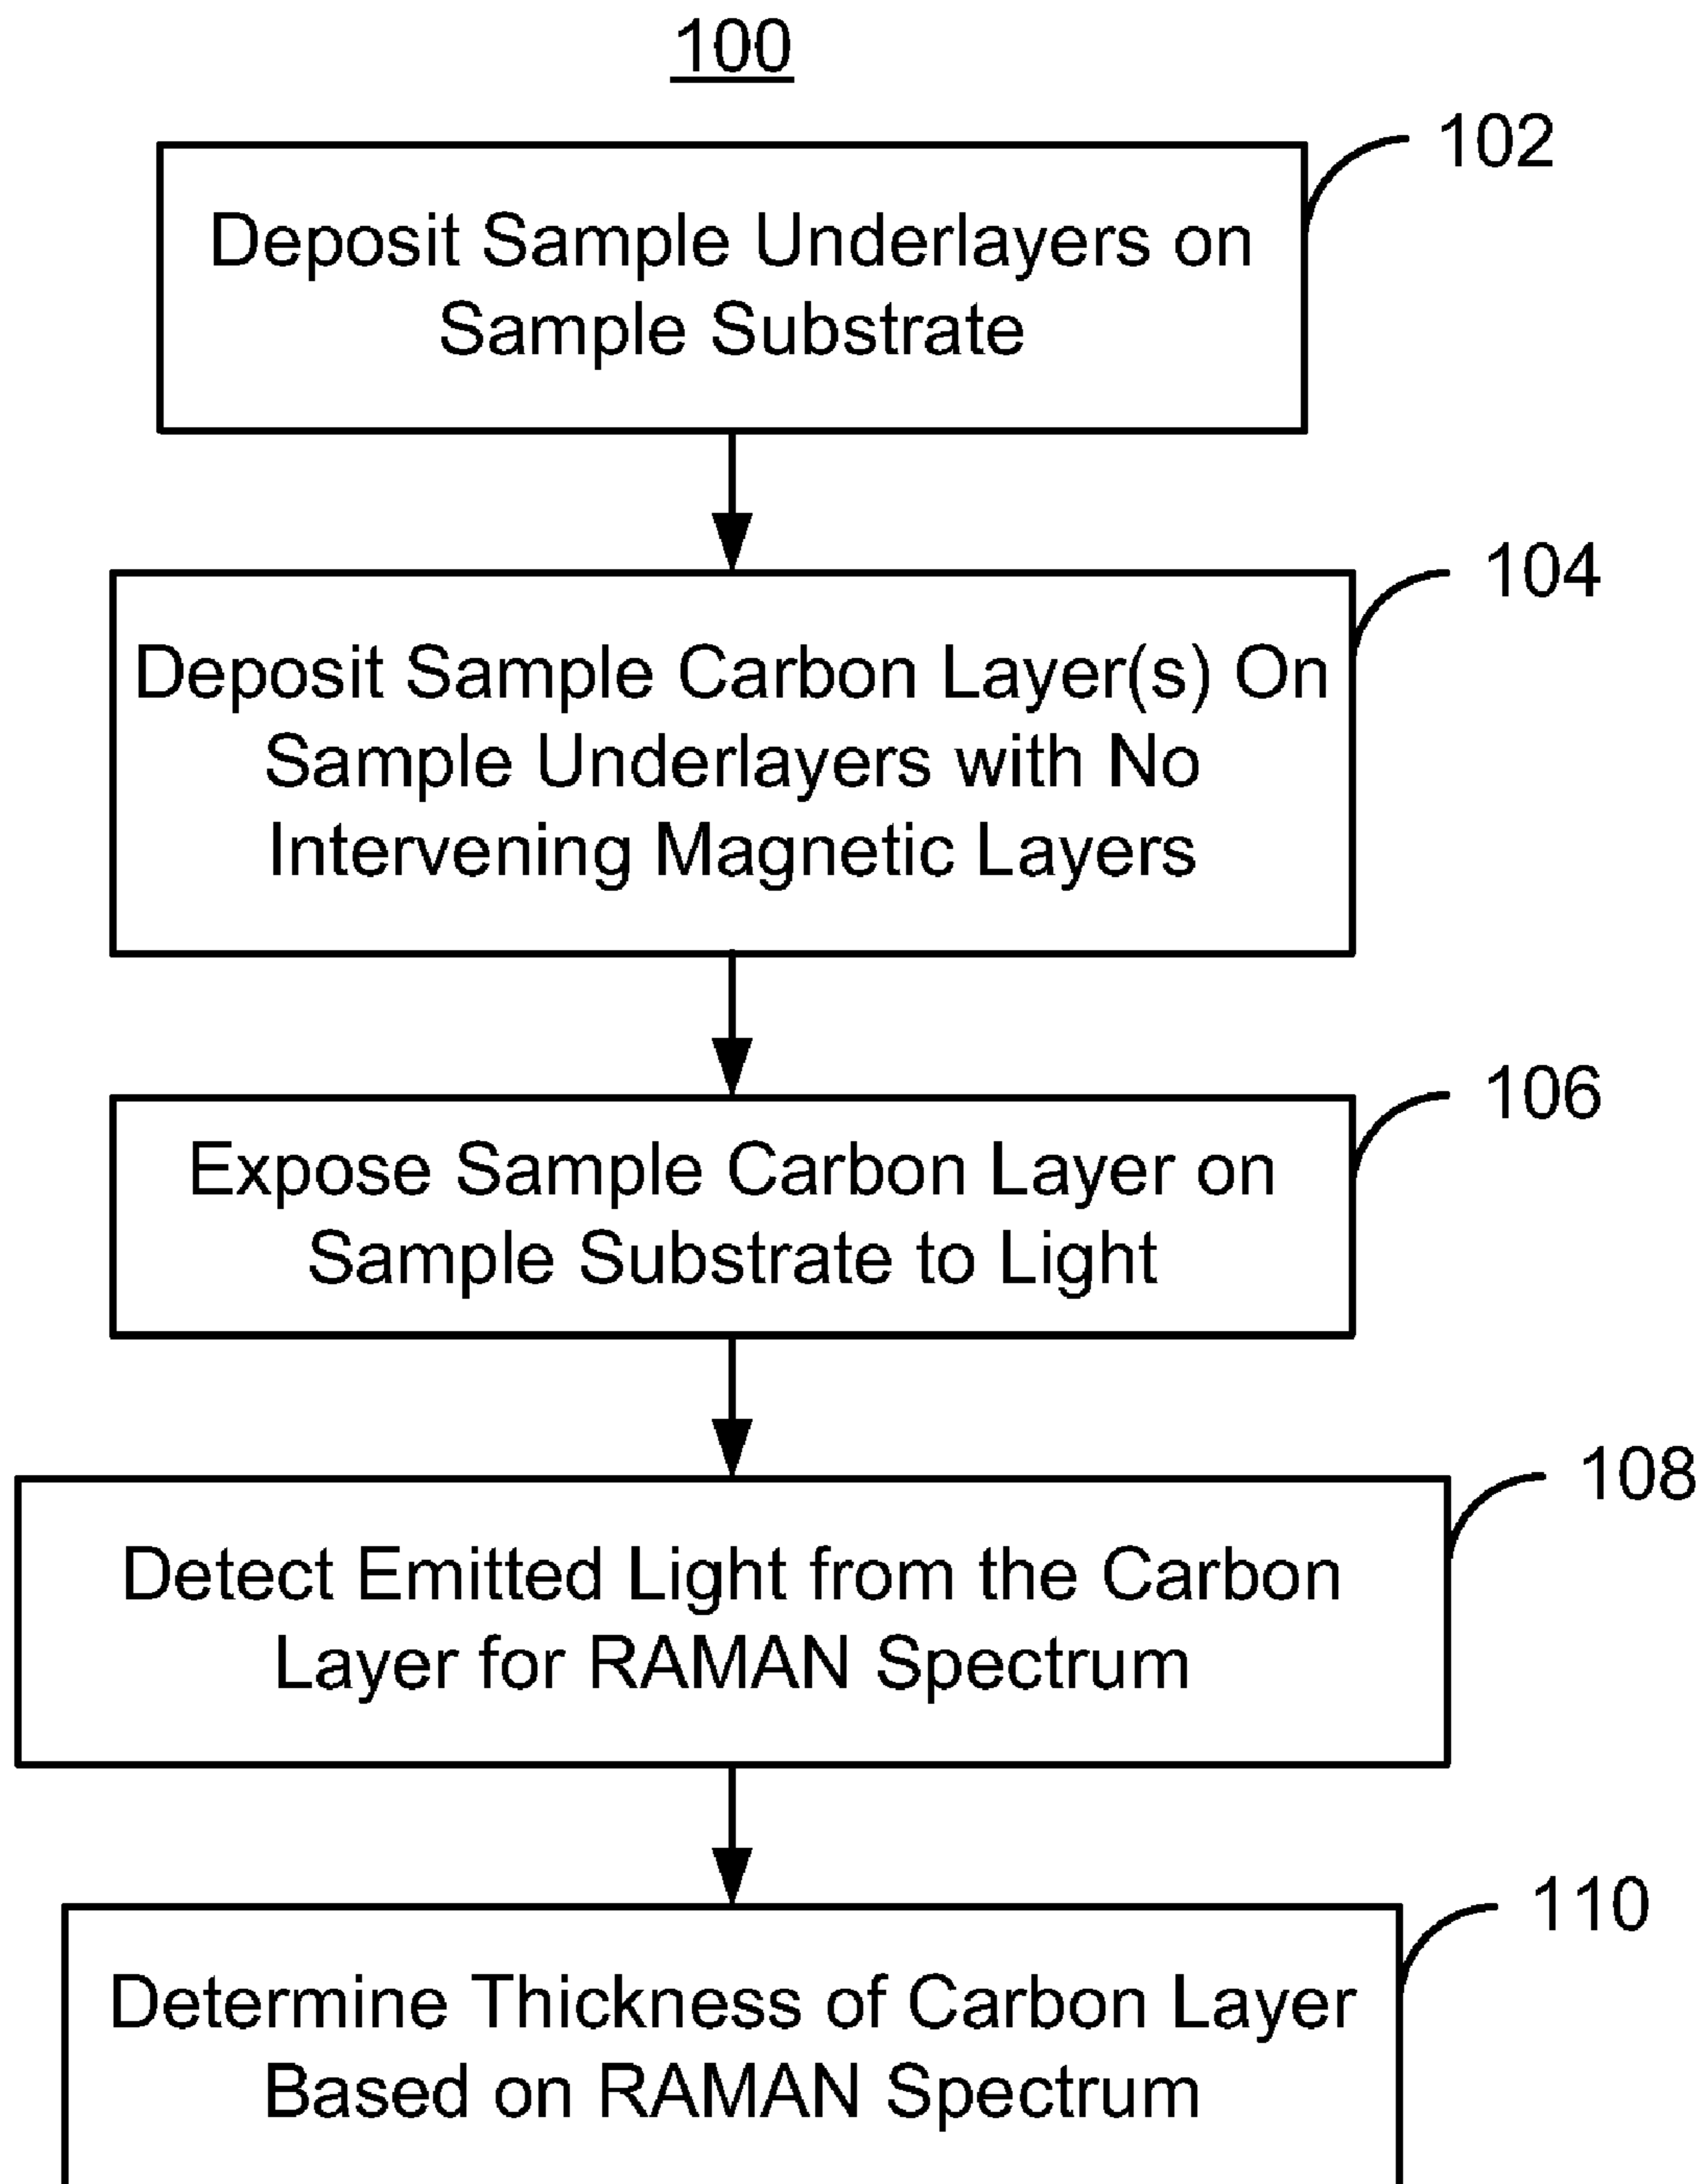 100
102
Deposit Sample Underlayers on
Sample Substrate
104
Deposit Sample Carbon Layer(s) On
Sample Underlayers with No
Intervening Magnetic Layers
106
Expose Sample Carbon Layer on
Sample Substrate to Light
108
Detect Emitted Light from the Carbon
Layer for RAMAN Spectrum
110
Determine Thickness of Carbon Layer
Based on RAMAN Spectrum